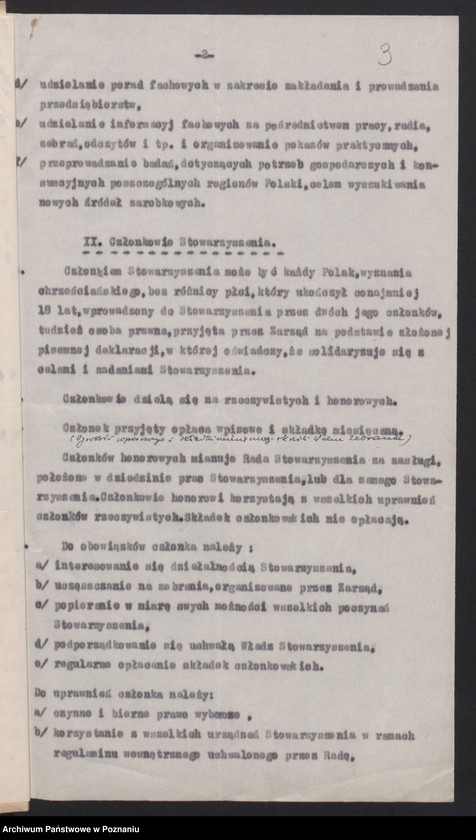 -2-
3
d/ udzielanie porad fachowych w zakresie zakładania i prowadzenia
przedsiębiorstw,
e/ udzielanie informacyj fachowych za pośrednictwem prasy, radia,
zebrań, odczytów i tp. i organizowanie pokazów praktycznych,
f/ przeprowadzanie badań, dotyczących potrzeb gospodarczych i kon-
sumcyjnych poszczególnych regionów Polski, celem wyszukiwania
nowych źródeł zarobkowych.
II. Członkowie Stowarzyszenia.
Członkiem Stowarzyszenia może być każdy Polak, wyznania
chrześciańskiego, bez różnicy płci, który ukończył conajmniej
18 lat, wprowadzony do Stowarzyszenia przez dwóch jego członków,
tudzież osoba prawna, przyjęta przez Zarząd na podstawie złożonej
pisemnej deklaracji, w której oświadczy, że solidaryzuje się z
celami i zadaniami Stowarzyszenia.
Członkowie dzielą się na rzeczywistych i honorowych.
Członek przyjęty opłaca wpisowe i składkę miesięczną.
(Wysokość wpisowego i składki Walne Zebranie)
Członków honorowych mianuje Rada Stowarzyszenia za zasługi,
położone w dziedzinie prac Stowarzyszenia, lub dla samego Stowa-
rzyszenia. Członkowie honorowi korzystają z wszelkich uprawnień
członków rzeczywistych. Składek członkowskich nie opłacają.
Do obowiązków członka należy :
a/ interesowanie się działalnością Stowarzyszenia,
b/ uczęszczanie na zebrania, organizowane przez Zarząd,
c/ popieranie w miarę swych możności wszelkich poczynań
Stowarzyszenia,
d/ podporządkowanie się uchwałą Władz Stowarzyszenia,
e/ regularne opłacanie składek członkowskich.
Do uprawnień członka należy:
a/ czynne i bierne prawo wyborcze ,
b/ korzystanie z wszelkich urządzeń Stowarzyszenia w ramach
regulaminu wewnętrznego uchwalonego przez Radę,
Archiwum Państwowe w Poznaniu